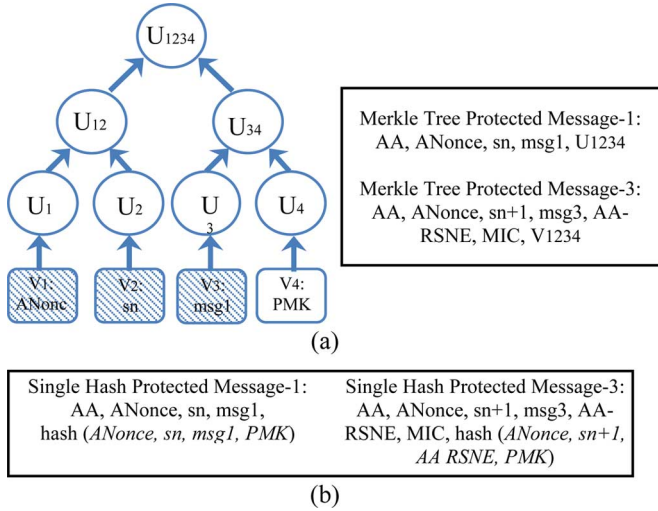 U1234
U12
U34
U1
U2
U
3
U4
V1:
ANonc
V2:
sn
V3:
msg1
V4:
PMK
Merkle Tree Protected Message-1:
AA, ANonce, sn, msg1, U1234
Merkle Tree Protected Message-3:
AA, ANonce, sn+1, msg3, AA-
RSNE, MIC, V1234
(a)
Single Hash Protected Message-1:
AA, ANonce, sn, msg1,
hash (ANonce, sn, msg1, PMK)
Single Hash Protected Message-3:
AA, ANonce, sn+1, msg3, AA-
RSNE, MIC, hash (ANonce, sn+1,
AA RSNE, PMK)
(b)